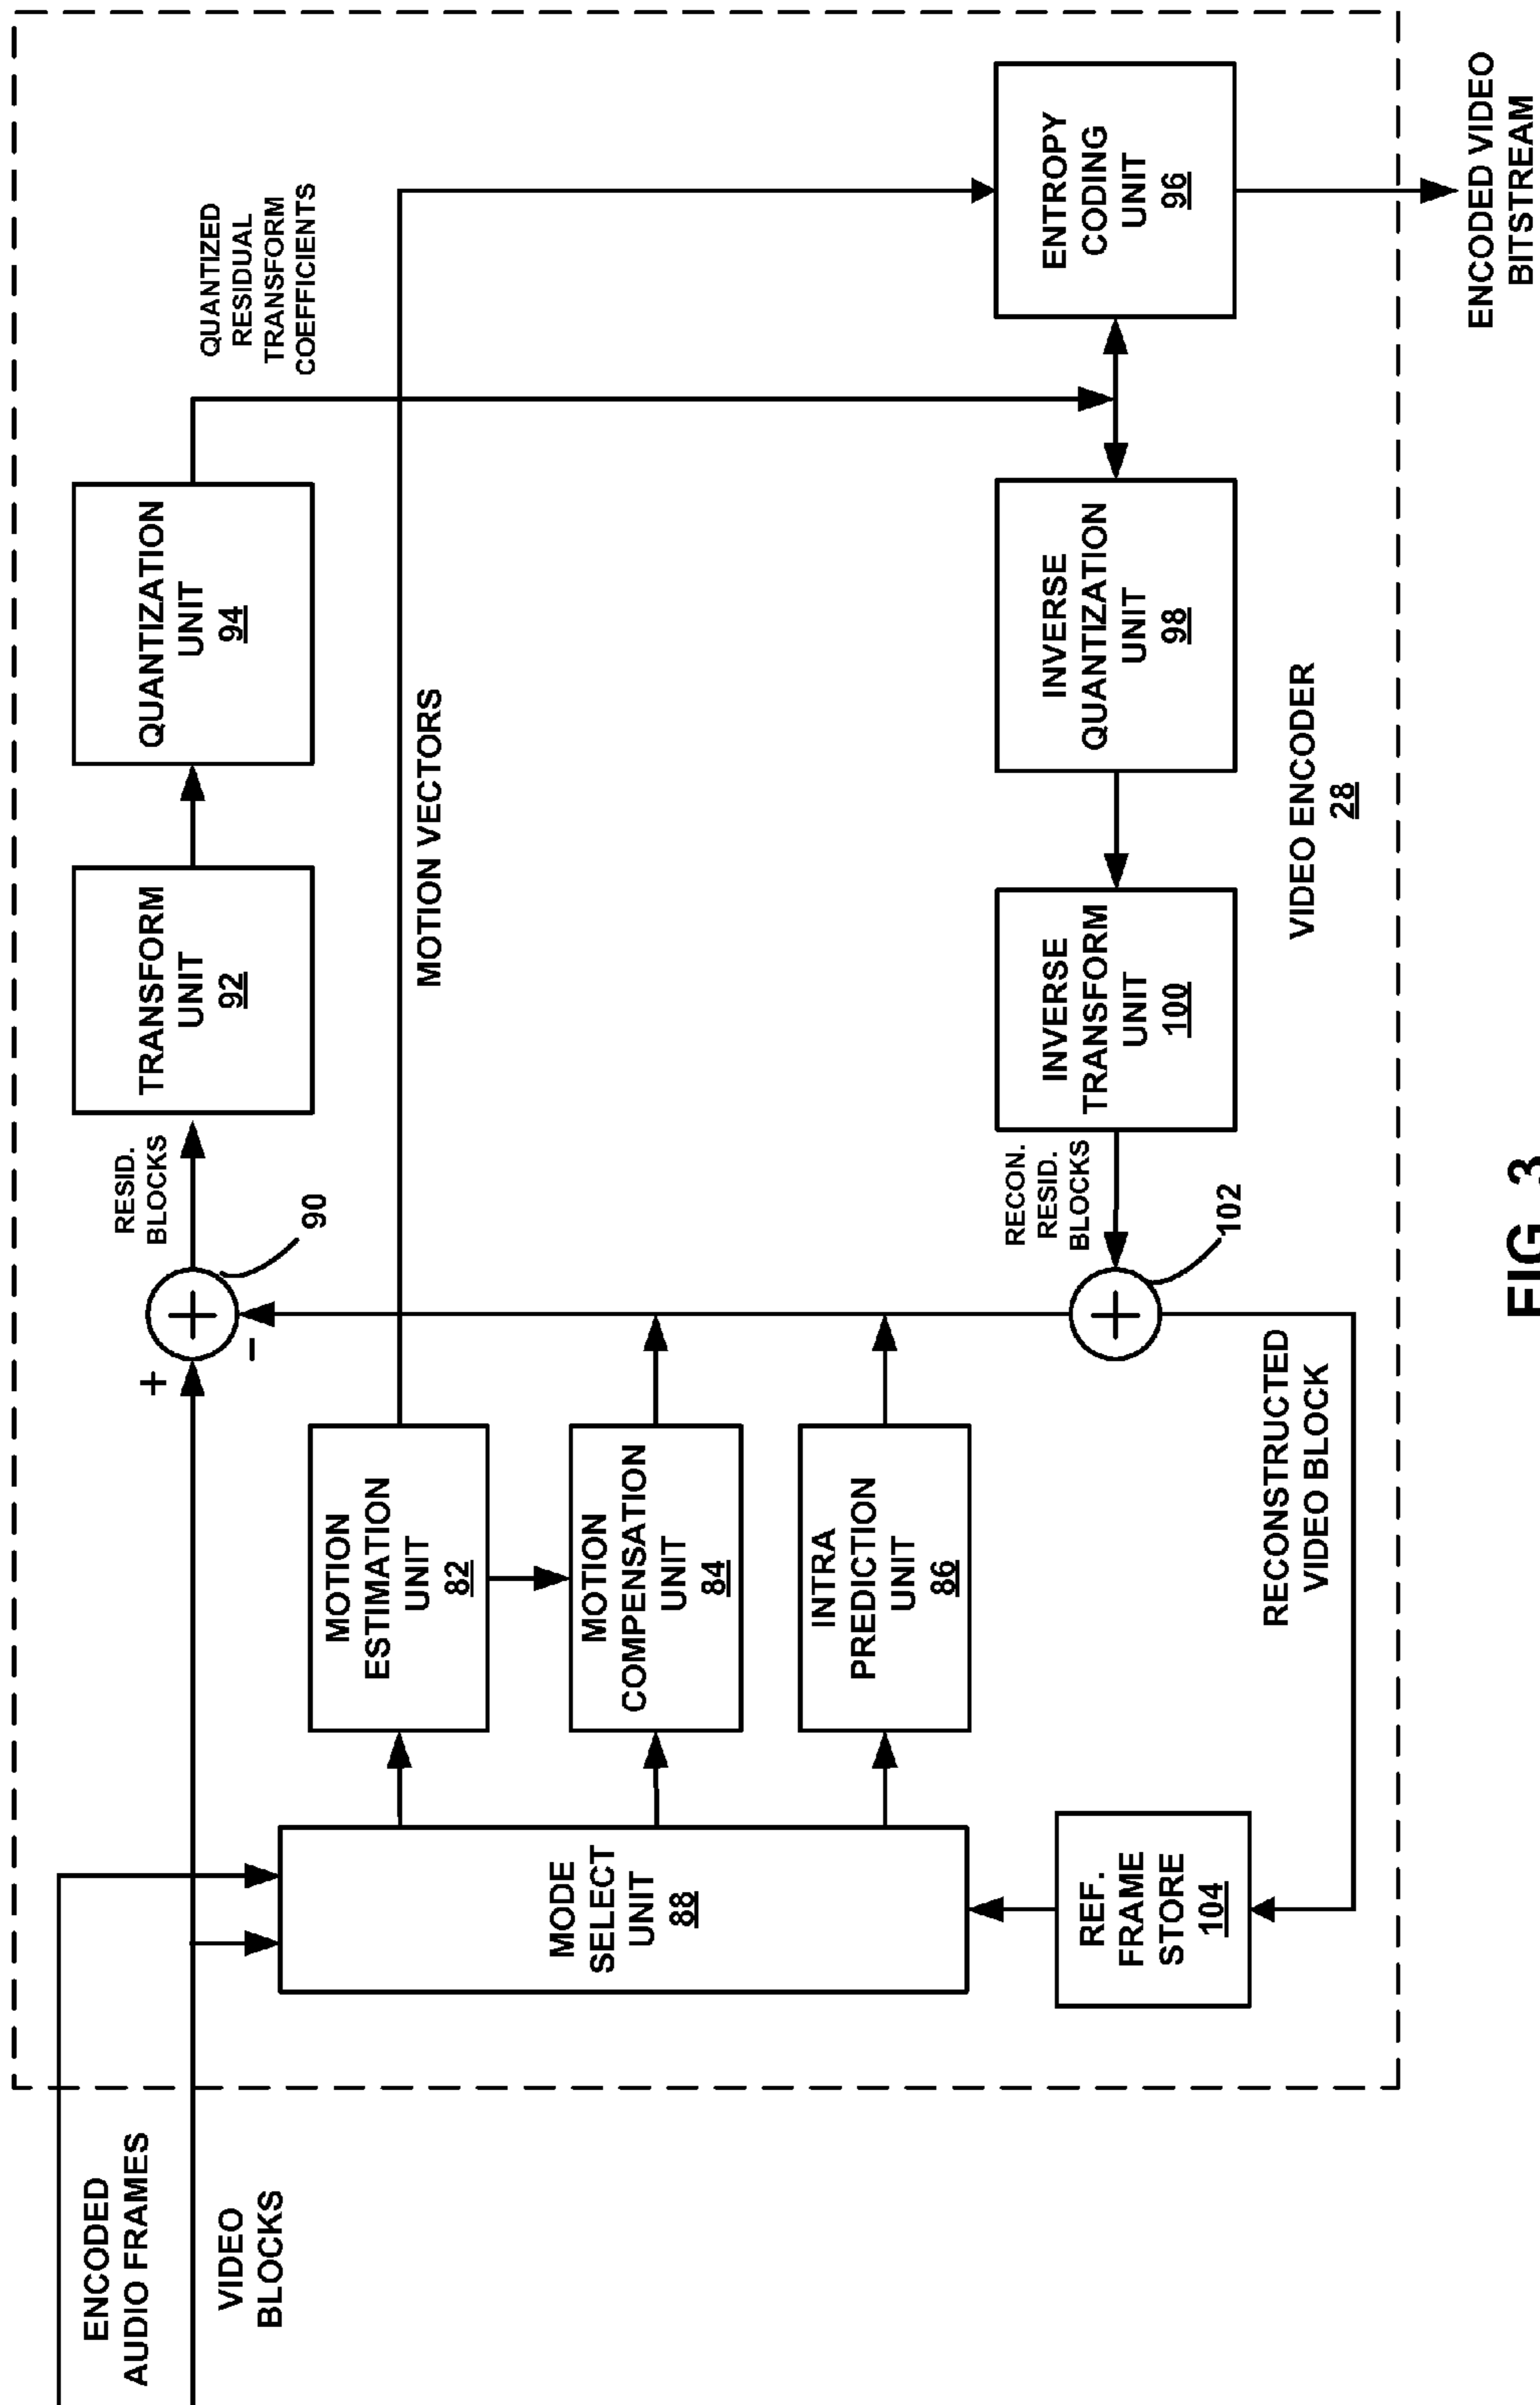 ENCODED
AUDIO FRAMES
VIDEO
BLOCKS
+
-
RESID.
BLOCKS
90
TRANSFORM
UNIT
92
QUANTIZATION
UNIT
94
QUANTIZED
RESIDUAL
TRANSFORM
COEFFICIENTS
MOTION VECTORS
MODE
SELECT
UNIT
88
MOTION
ESTIMATION
UNIT
82
MOTION
COMPENSATION
UNIT
84
INTRA
PREDICTION
UNIT
86
REF.
FRAME
STORE
104
RECONSTRUCTED
VIDEO BLOCK
102
RECON.
RESID.
BLOCKS
INVERSE
TRANSFORM
UNIT
100
INVERSE
QUANTIZATION
UNIT
98
ENTROPY
CODING
UNIT
96
VIDEO ENCODER
28
ENCODED VIDEO
BITSTREAM
FIG. 3